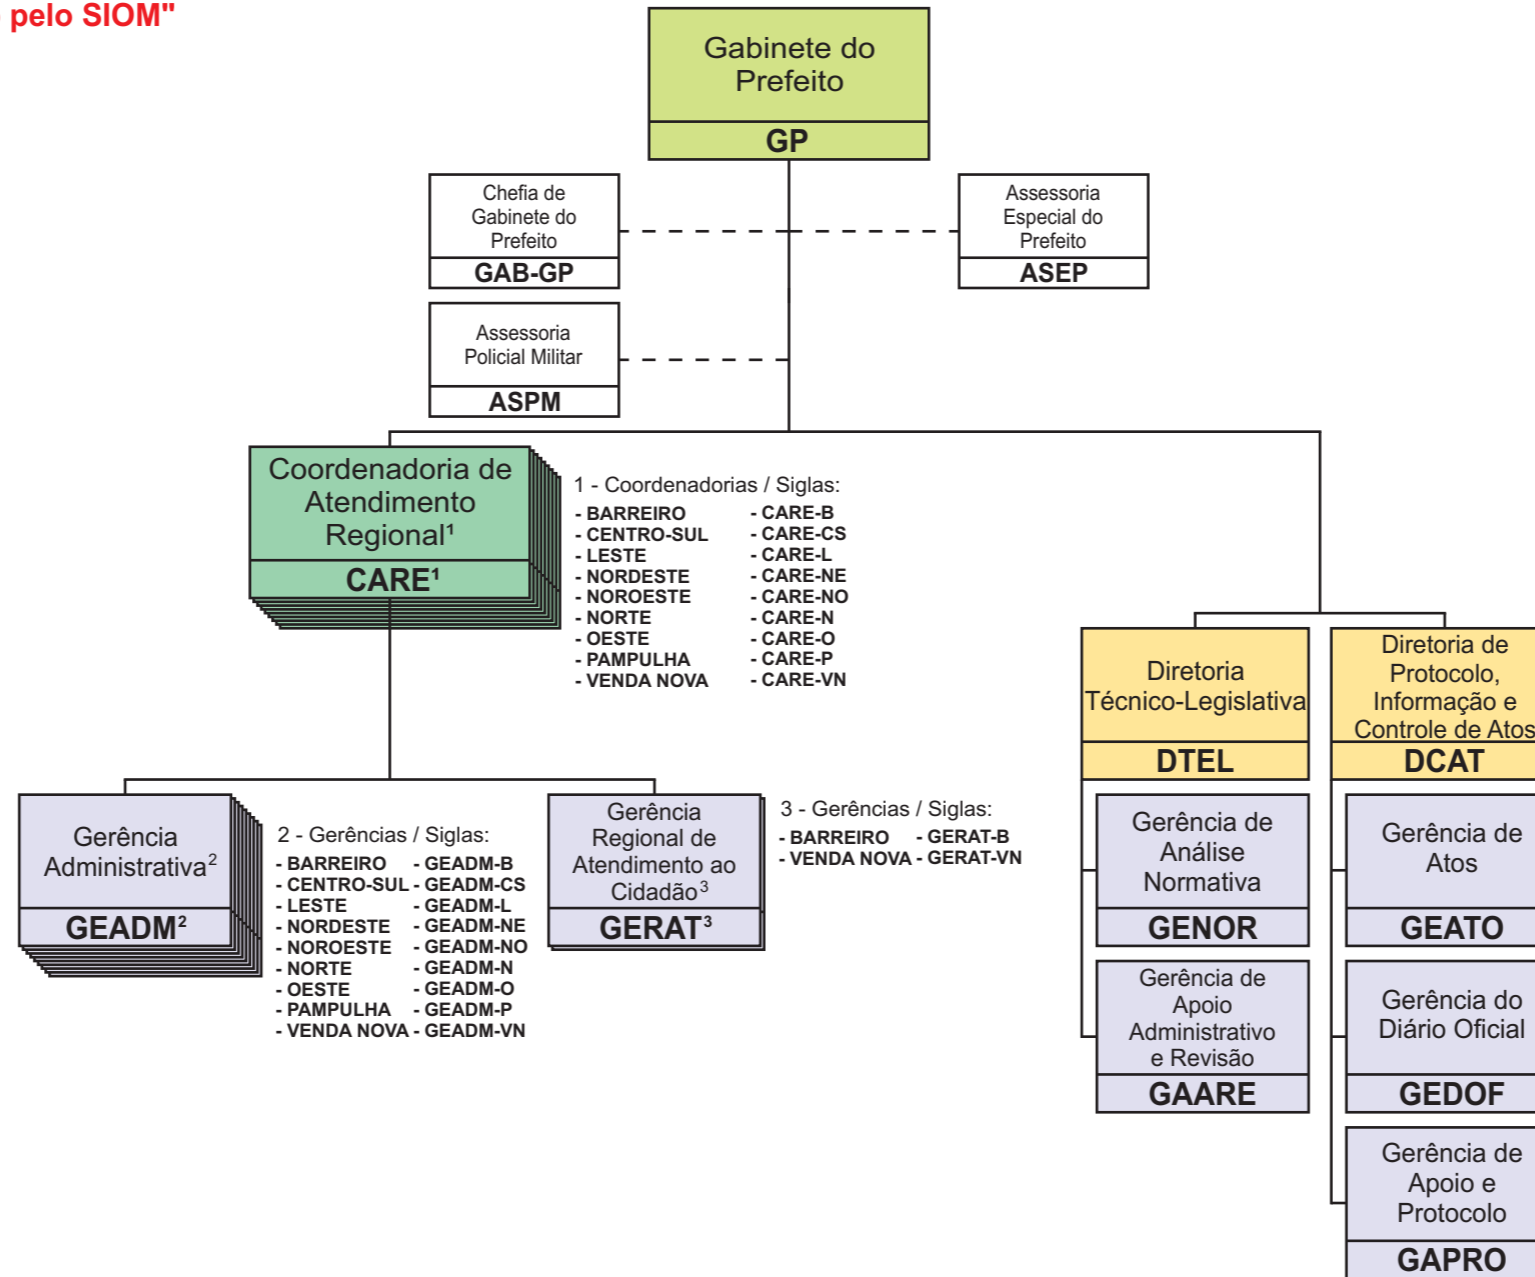 pelo SIOM"
Gabinete do
Prefeito
GP
Chefia de
Gabinete do
Prefeito
GAB-GP
Assessoria
Especial do
Prefeito
ASEP
Assessoria
Policial Militar
ASPM
Coordenadoria de
Atendimento
Regional¹
CARE¹
1 - Coordenadorias / Siglas:
- BARREIRO - CARE-B
- CENTRO-SUL - CARE-CS
- LESTE - CARE-L
- NORDESTE - CARE-NE
- NOROESTE - CARE-NO
- NORTE - CARE-N
- OESTE - CARE-O
- PAMPULHA - CARE-P
- VENDA NOVA - CARE-VN
Gerência
Administrativa²
GEADM²
2 - Gerências / Siglas:
- BARREIRO - GEADM-B
- CENTRO-SUL - GEADM-CS
- LESTE - GEADM-L
- NORDESTE - GEADM-NE
- NOROESTE - GEADM-NO
- NORTE - GEADM-N
- OESTE - GEADM-O
- PAMPULHA - GEADM-P
- VENDA NOVA - GEADM-VN
Gerência
Regional de
Atendimento ao
Cidadão³
GERAT³
3 - Gerências / Siglas:
- BARREIRO - GERAT-B
- VENDA NOVA - GERAT-VN
Diretoria
Técnico-Legislativa
DTEL
Gerência de
Análise
Normativa
GENOR
Gerência de
Apoio
Administrativo
e Revisão
GAARE
Diretoria de
Protocolo,
Informação e
Controle de Atos
DCAT
Gerência de
Atos
GEATO
Gerência do
Diário Oficial
GEDOF
Gerência de
Apoio e
Protocolo
GAPRO